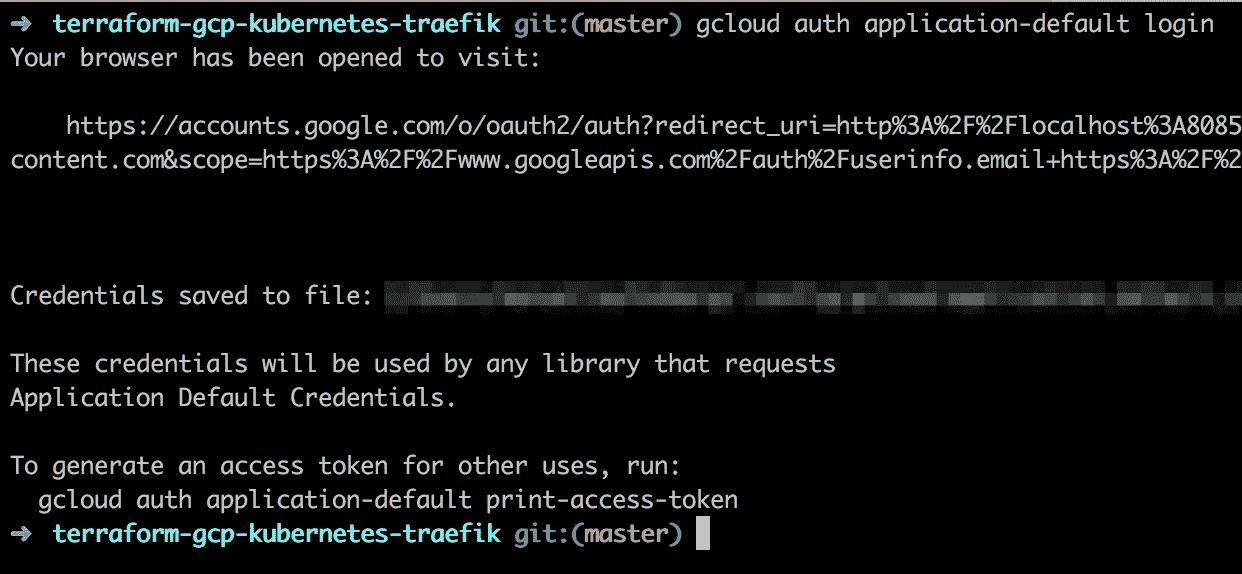 ➜ terraform-gcp-kubernetes-traefik git:(master) gcloud auth application-default login
Your browser has been opened to visit:
https://accounts.google.com/o/oauth2/auth?redirect_uri=http%3A%2F%2Flocalhost%3A8085
content.com&scope=https%3A%2F%2Fwww.googleapis.com%2Fauth%2Fuserinfo.email+https%3A%2F%2
Credentials saved to file:
These credentials will be used by any library that requests
Application Default Credentials.
To generate an access token for other uses, run:
gcloud auth application-default print-access-token
➜ terraform-gcp-kubernetes-traefik git:(master)